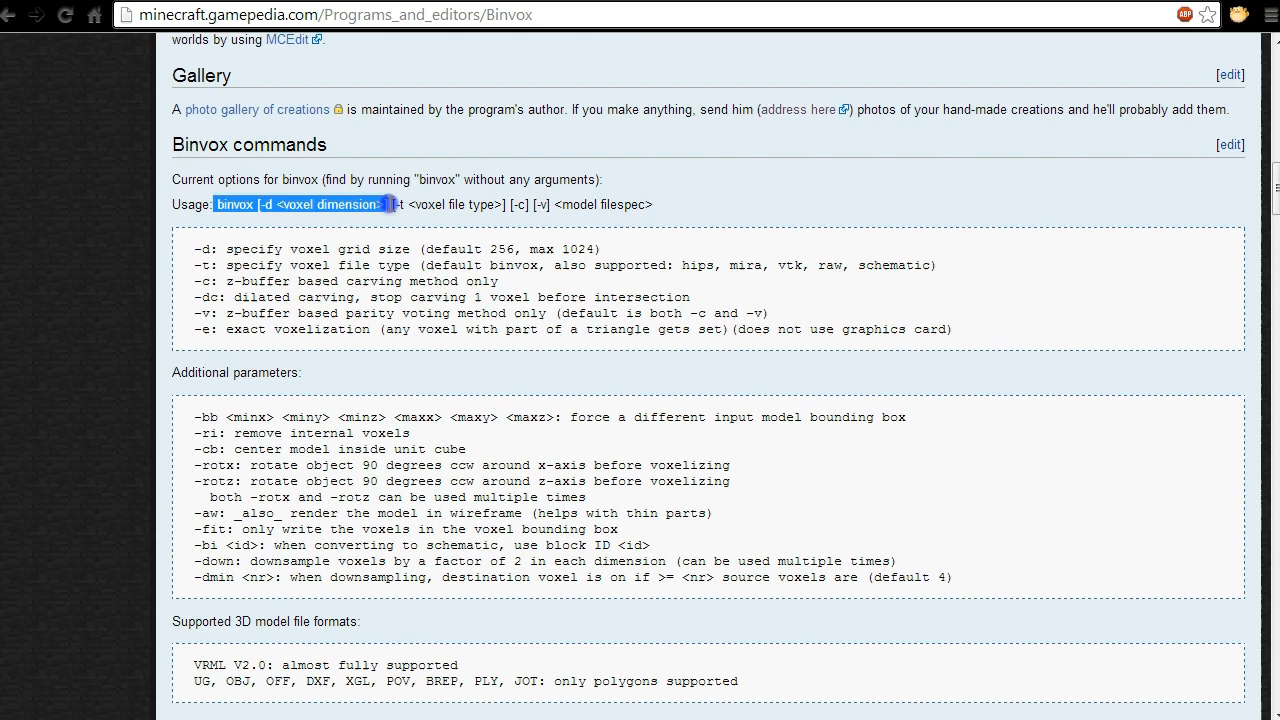 minecraft.gamepedia.com/Programs_and_editors/Binvox
ABP
worlds by using MCEdit .
Gallery [edit]
A photo gallery of creations is maintained by the program's author. If you make anything, send him (address here ) photos of your hand-made creations and he'll probably add them.
Binvox commands [edit]
Current options for binvox (find by running "binvox" without any arguments):
Usage: binvox [-d <voxel dimension>] [-t <voxel file type>] [-c] [-v] <model filespec>
-d: specify voxel grid size (default 256, max 1024)
-t: specify voxel file type (default binvox, also supported: hips, mira, vtk, raw, schematic)
-c: z-buffer based carving method only
-dc: dilated carving, stop carving 1 voxel before intersection
-v: z-buffer based parity voting method only (default is both -c and -v)
-e: exact voxelization (any voxel with part of a triangle gets set)(does not use graphics card)
Additional parameters:
-bb <minx> <miny> <minz> <maxx> <maxy> <maxz>: force a different input model bounding box
-ri: remove internal voxels
-cb: center model inside unit cube
-rotx: rotate object 90 degrees ccw around x-axis before voxelizing
-rotz: rotate object 90 degrees ccw around z-axis before voxelizing
both -rotx and -rotz can be used multiple times
-aw: _also_ render the model in wireframe (helps with thin parts)
-fit: only write the voxels in the voxel bounding box
-bi <id>: when converting to schematic, use block ID <id>
-down: downsample voxels by a factor of 2 in each dimension (can be used multiple times)
-dmin <nr>: when downsampling, destination voxel is on if >= <nr> source voxels are (default 4)
Supported 3D model file formats:
VRML V2.0: almost fully supported
UG, OBJ, OFF, DXF, XGL, POV, BREP, PLY, JOT: only polygons supported